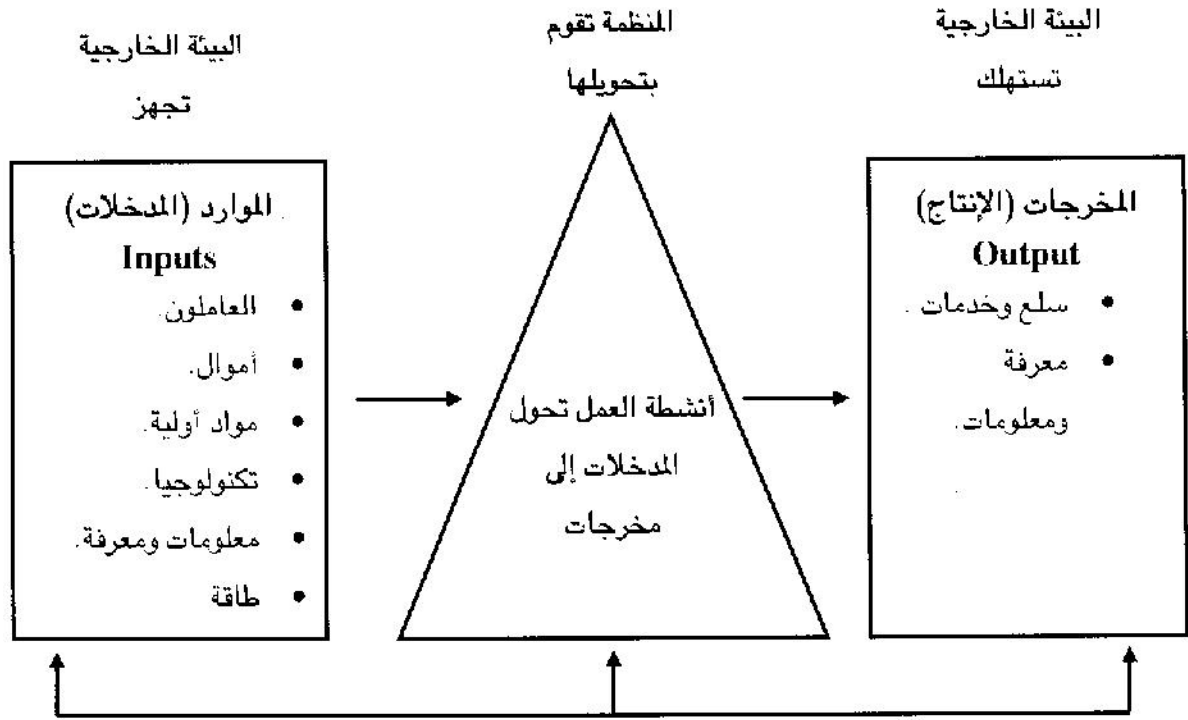 البيئة الخارجية
تجهز
المنظمة تقوم
بتحويلها
البيئة الخارجية
تستهلك
الموارد (المدخلات)
Inputs
• العاملون.
• أموال.
• مواد أولية.
• تكنولوجيا.
• معلومات ومعرفة.
• طاقة
أنشطة العمل تحول
المدخلات إلى
مخرجات
المخرجات (الإنتاج)
Output
• سلع وخدمات.
• معرفة
ومعلومات.